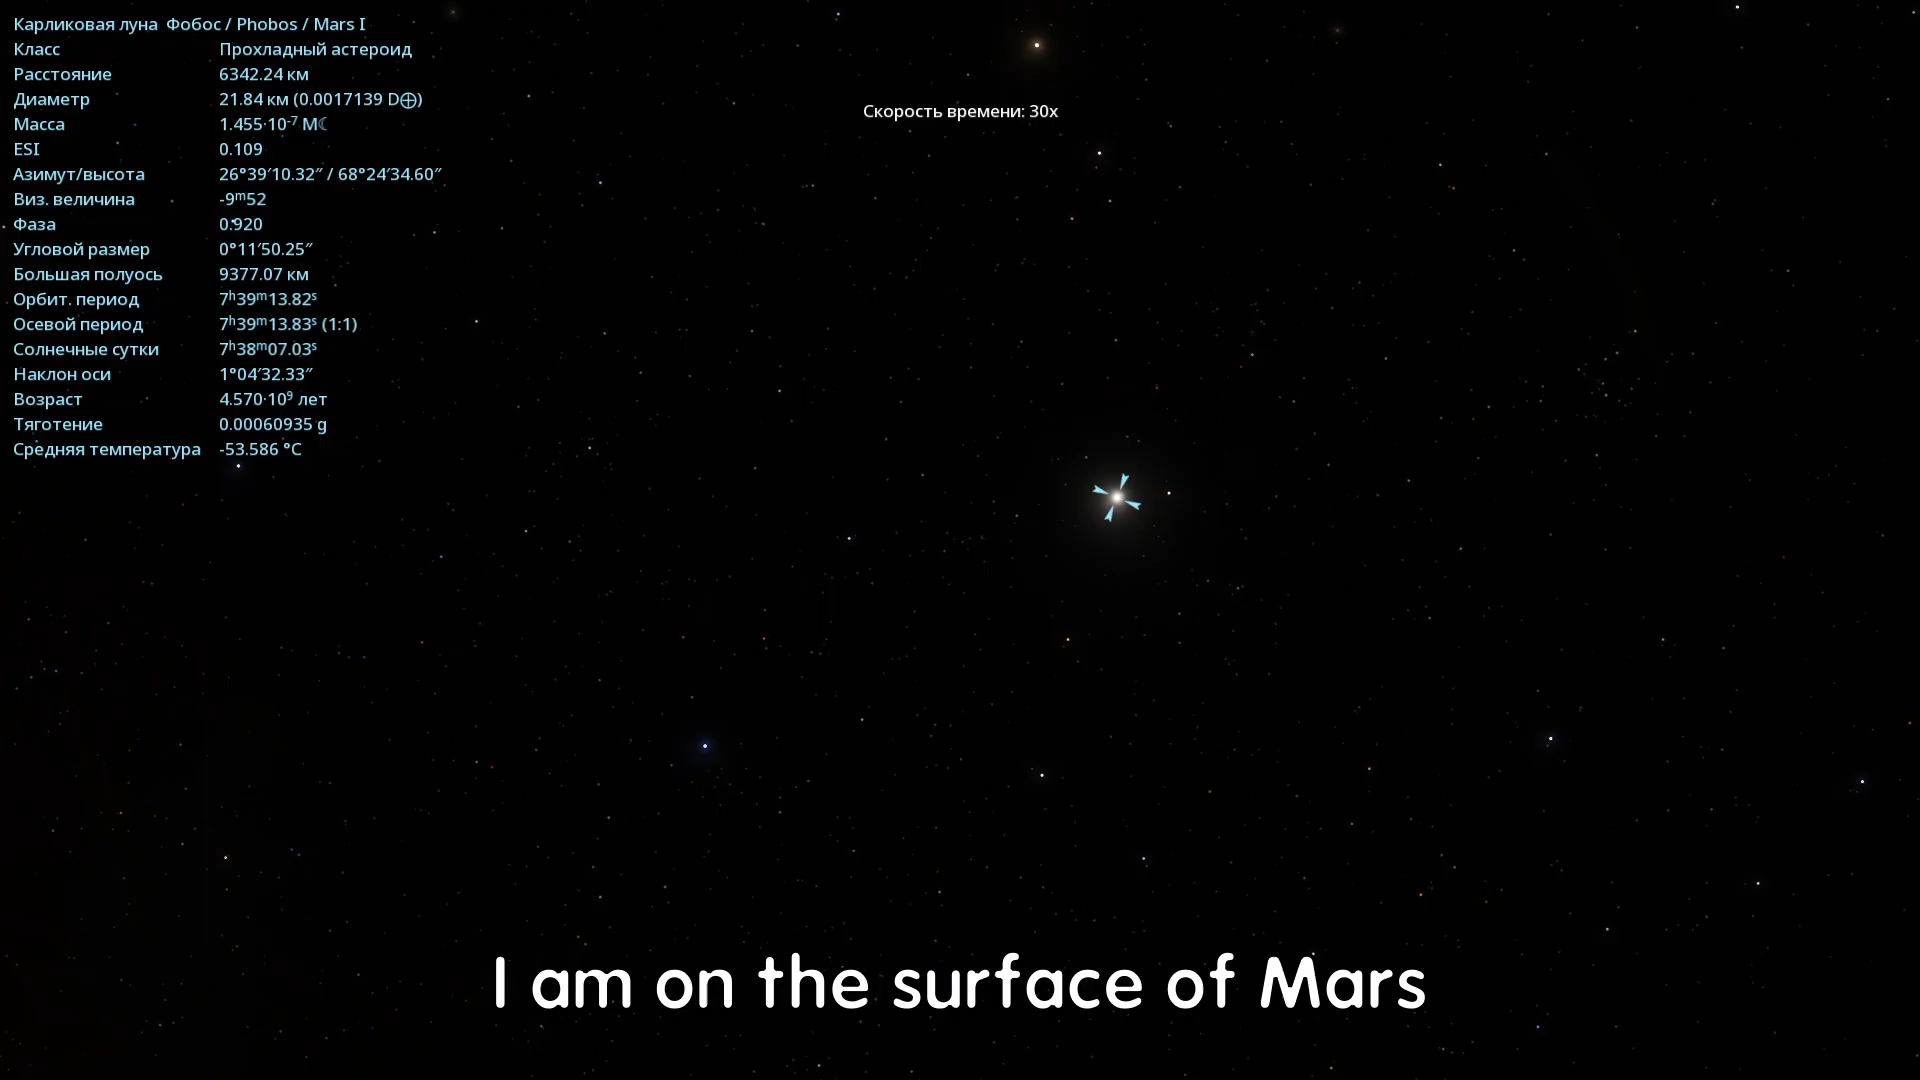 Карликовая луна Фобос / Phobos / Mars I
Класс Прохладный астероид
Расстояние 6342.24 км
Диаметр 21.84 км (0.0017139 D⊕)
Масса 1.455·10⁻⁷ M☾
ESI 0.109
Азимут/высота 26°39′10.32″ / 68°24′34.60″
Виз. величина -9ᵐ52
Фаза 0.920
Угловой размер 0°11′50.25″
Большая полуось 9377.07 км
Орбит. период 7ʰ39ᵐ13.82ˢ
Осевой период 7ʰ39ᵐ13.83ˢ (1:1)
Солнечные сутки 7ʰ38ᵐ07.03ˢ
Наклон оси 1°04′32.33″
Возраст 4.570·10⁹ лет
Тяготение 0.00060935 g
Средняя температура -53.586 °C
Скорость времени: 30x
I am on the surface of Mars